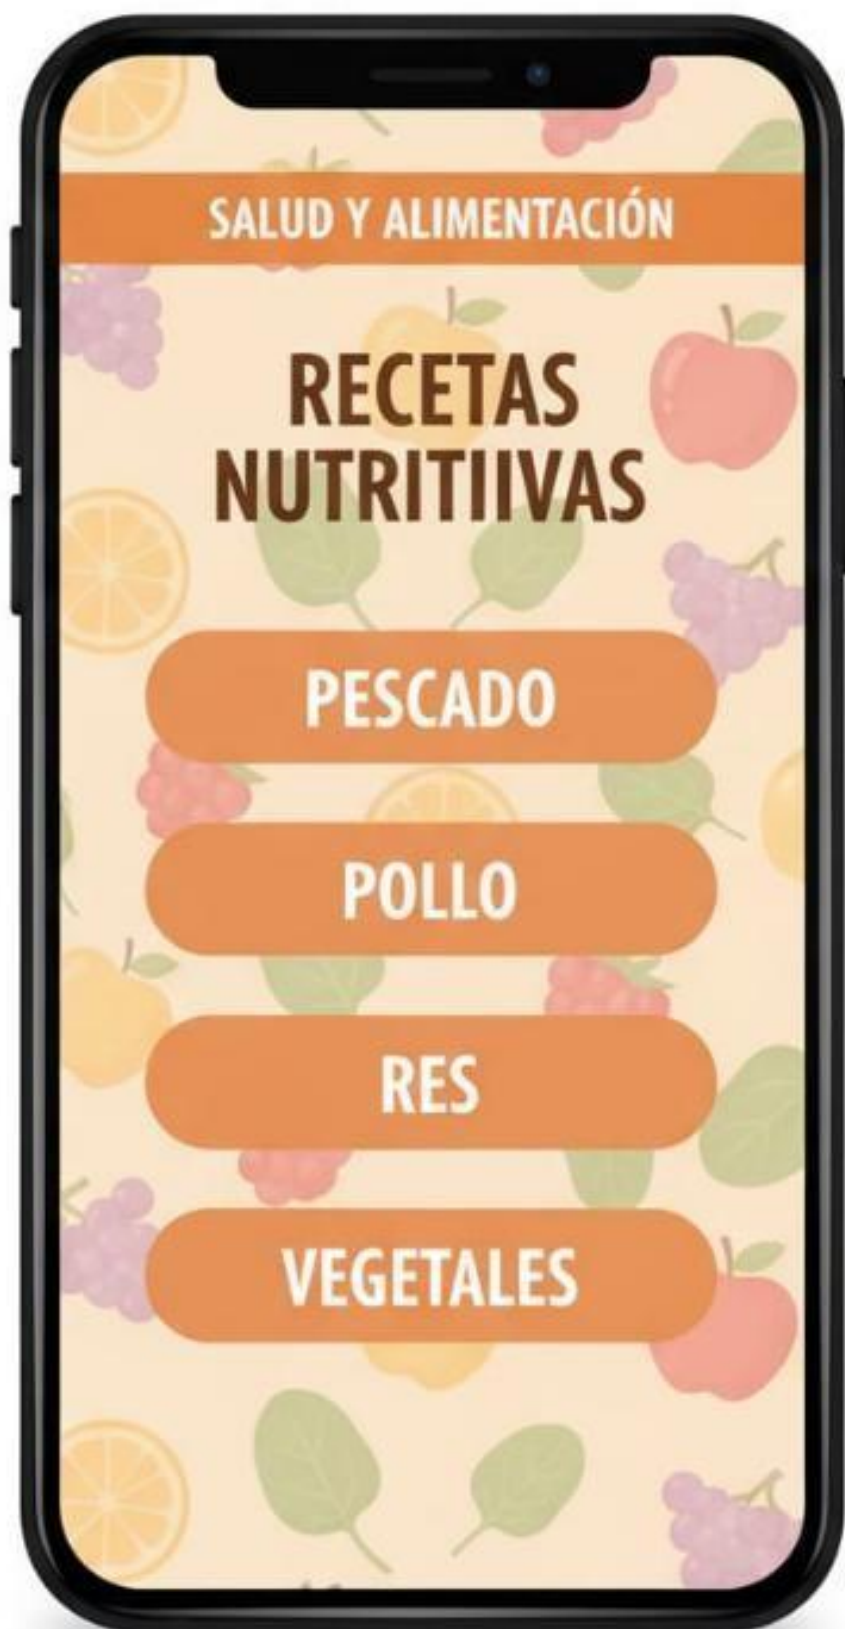 SALUD Y ALIMENTACIÓN
RECETAS
NUTRITIIVAS
PESCADO
POLLO
RES
VEGETALES